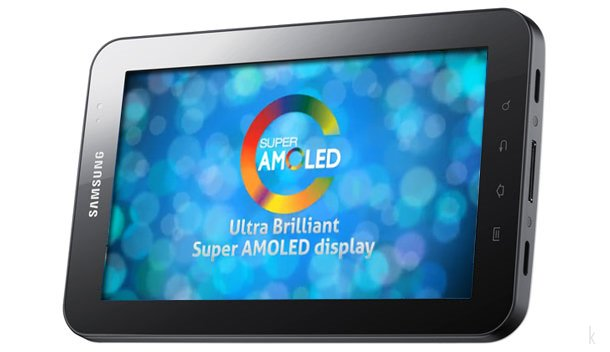 SAMSUNG
SUPER
AMOLED
Ultra Brilliant
Super AMOLED display
k